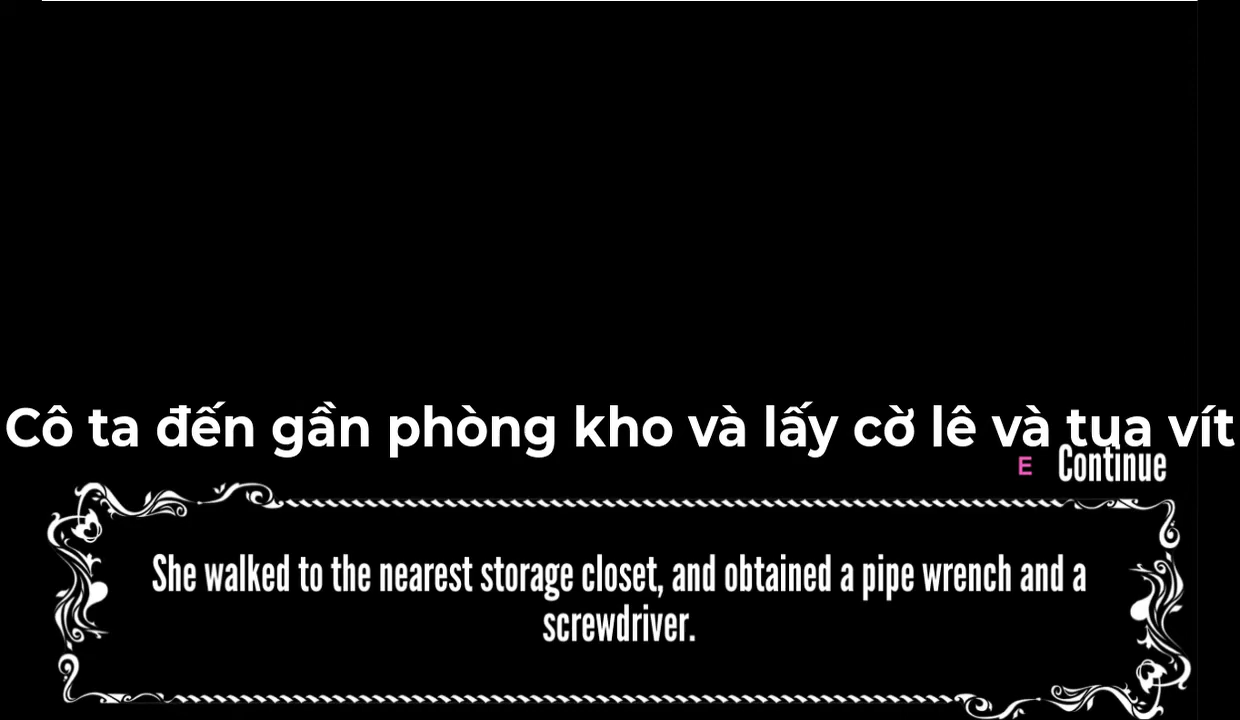 Cô ta đến gần phòng kho và lấy cờ lê và tua vít
E Continue
She walked to the nearest storage closet, and obtained a pipe wrench and a
screwdriver.